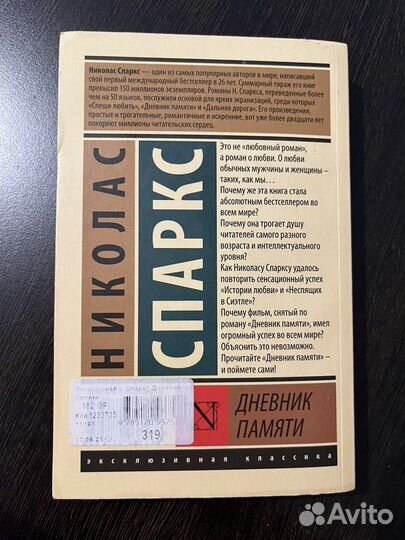 Николас Спаркс — один из самых популярных авторов в мире, написавший
свой первый международный бестселлер в 26 лет. Суммарный тираж его книг
превысил 150 миллионов экземпляров. Романы Н. Спаркса, переведенные более
чем на 50 языков, послужили основой для ярких экранизаций, среди которых
«Спеши любить», «Дневник памяти» и «Дальняя дорога». Его произведения,
простые и трогательные, романтичные и искренние, вот уже более двадцати лет
покоряют миллионы читательских сердец.
НИКОЛАС
СПАРКС
Это не «любовный роман»,
а роман о любви. О любви
обычных мужчины и женщины –
таких, как мы…
Почему же эта книга стала
абсолютным бестселлером во
всем мире?
Почему она трогает душу
читателей самого разного
возраста и интеллектуального
уровня?
Как Николасу Спарксу удалось
повторить сенсационный успех
«Истории любви» и «Неспящих
в Сиэтле»?
Почему фильм, снятый по
роману «Дневник памяти», имел
огромный успех во всем мире?
Объяснить это невозможно.
Прочитайте «Дневник памяти» –
и поймете сами!
319
ДНЕВНИК
ПАМЯТИ
эксклюзивная классика
Avito